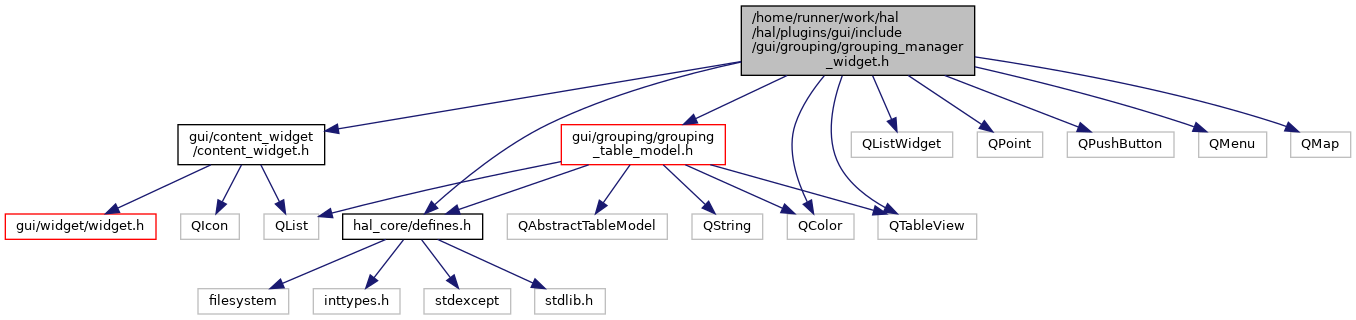 /home/runner/work/hal
/hal/plugins/gui/include
/gui/grouping/grouping_manager
_widget.h
gui/content_widget
/content_widget.h
gui/grouping/grouping
_table_model.h
QListWidget
QPoint
QPushButton
QMenu
QMap
gui/widget/widget.h
QIcon
QList
hal_core/defines.h
QAbstractTableModel
QString
QColor
QTableView
filesystem
inttypes.h
stdexcept
stdlib.h